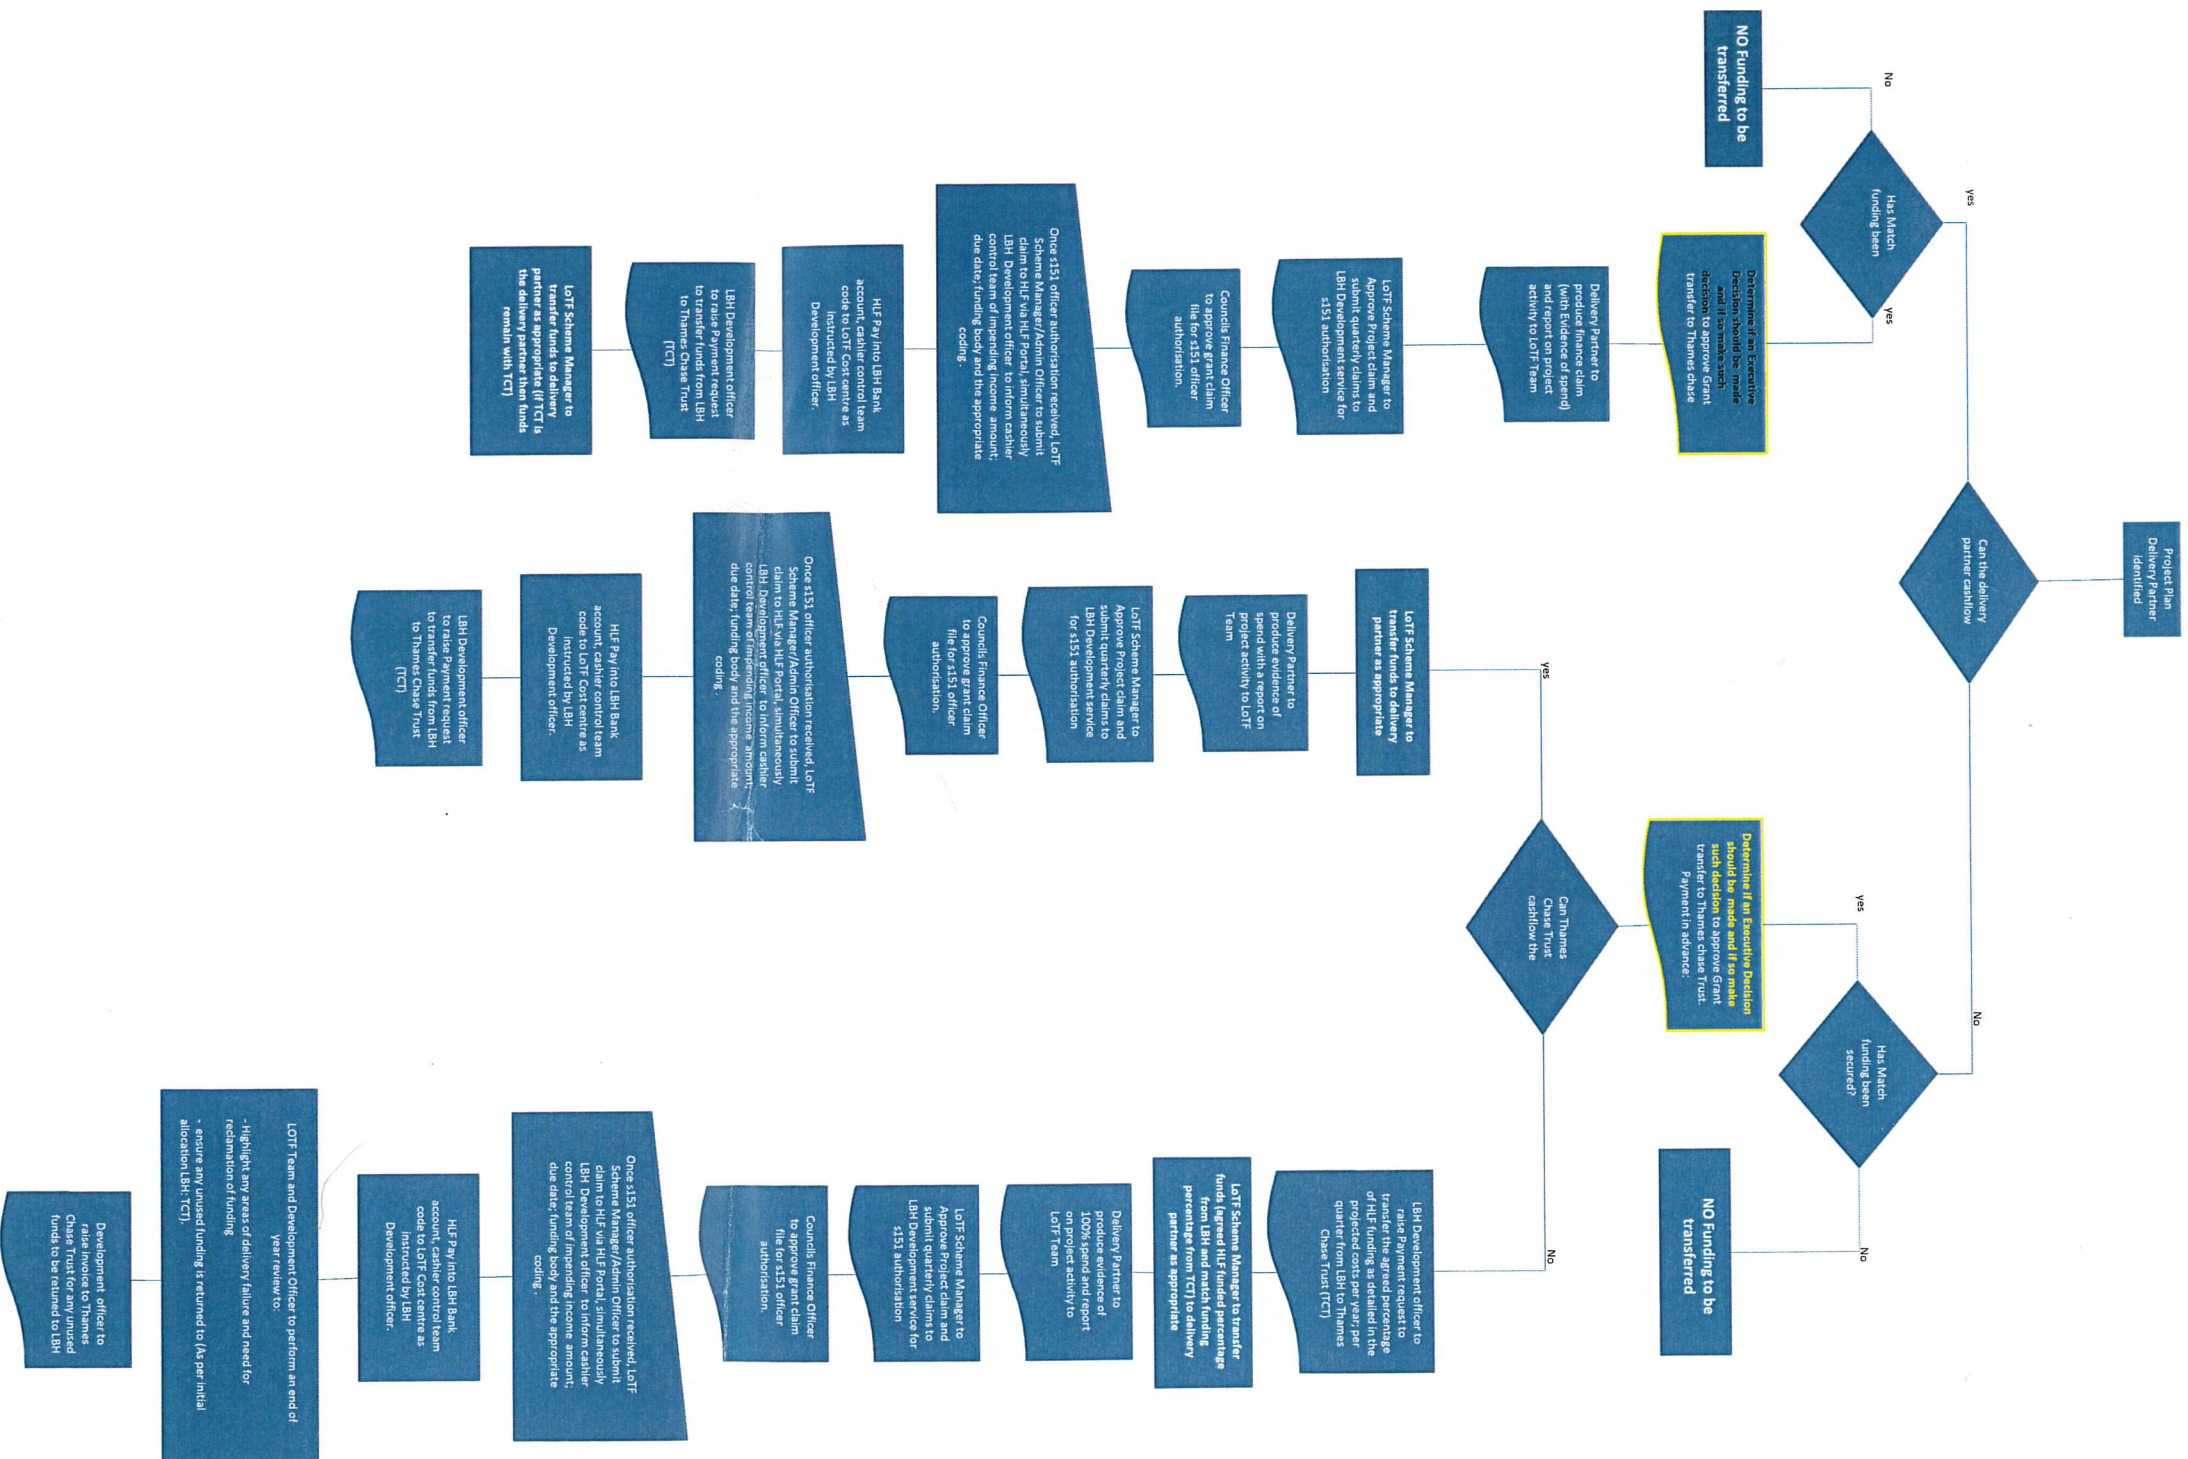 Project Plan
Delivery Partner
identified
Can the delivery
partner cashflow
yes
No
Has Match
funding been
No
yes
NO Funding to be
transferred
Determine if an Executive
Decision should be made
and if so make such
decision to approve Grant
transfer to Thames chase
Delivery Partner to
produce finance claim
(with Evidence of spend)
and report on project
activity to LoTF Team
LoTF Scheme Manager to
Approve Project claim and
submit quarterly claims to
LBH Development service for
s151 authorisation
Councils Finance Officer
to approve grant claim
file for s151 officer
authorisation.
Once s151 officer authorisation received, LoTF
Scheme Manager/Admin Officer to submit
claim to HLF via HLF Portal, simultaneously
LBH Development officer to inform cashier
control team of impending income amount;
due date; funding body and the appropriate
coding.
HLF Pay into LBH Bank
account, cashier control team
code to LoTF Cost centre as
instructed by LBH
Development officer.
LBH Development officer
to raise Payment request
to transfer funds from LBH
to Thames Chase Trust
(TCT)
LoTF Scheme Manager to
transfer funds to delivery
partner as appropriate (if TCT is
the delivery partner then funds
remain with TCT)
Has Match
funding been
secured?
yes
No
NO Funding to be
transferred
Determine if an Executive Decision
should be made and if so make
such decision to approve Grant
transfer to Thames chase Trust.
Payment in advance:
Can Thames
Chase Trust
cashflow the
yes
No
LoTF Scheme Manager to
transfer funds to delivery
partner as appropriate
Delivery Partner to
produce evidence of
spend with a report on
project activity to LoTF
Team
LoTF Scheme Manager to
Approve Project claim and
submit quarterly claims to
LBH Development service
for s151 authorisation
Councils Finance Officer
to approve grant claim
file for s151 officer
authorisation.
Once s151 officer authorisation received, LoTF
Scheme Manager/Admin Officer to submit
claim to HLF via HLF Portal, simultaneously
LBH Development officer to inform cashier
control team of impending income amount;
due date; funding body and the appropriate
coding.
HLF Pay into LBH Bank
account, cashier control team
code to LoTF Cost centre as
instructed by LBH
Development officer.
LBH Development officer
to raise Payment request
to transfer funds from LBH
to Thames Chase Trust
(TCT)
LBH Development officer to
raise Payment request to
transfer the agreed percentage
of HLF funding as detailed in the
projected costs per year; per
quarter from LBH to Thames
Chase Trust (TCT)
LoTF Scheme Manager to transfer
funds (agreed HLF funded percentage
from LBH and match funding
percentage from TCT) to delivery
partner as appropriate
Delivery Partner to
produce evidence of
100% spend and report
on project activity to
LoTF Team
LoTF Scheme Manager to
Approve Project claim and
submit quarterly claims to
LBH Development service for
s151 authorisation
Councils Finance Officer
to approve grant claim
file for s151 officer
authorisation.
Once s151 officer authorisation received, LoTF
Scheme Manager/Admin Officer to submit
claim to HLF via HLF Portal, simultaneously
LBH Development officer to inform cashier
control team of impending income amount;
due date; funding body and the appropriate
coding.
HLF Pay into LBH Bank
account, cashier control team
code to LoTF Cost centre as
instructed by LBH
Development officer.
LOTF Team and Development Officer to perform an end of
year review to:
- Highlight any areas of delivery failure and need for
reclamation of funding
- ensure any unused funding is returned to (As per initial
allocation LBH: TCT).
Development officer to
raise invoice to Thames
Chase Trust for any unused
funds to be retuned to LBH